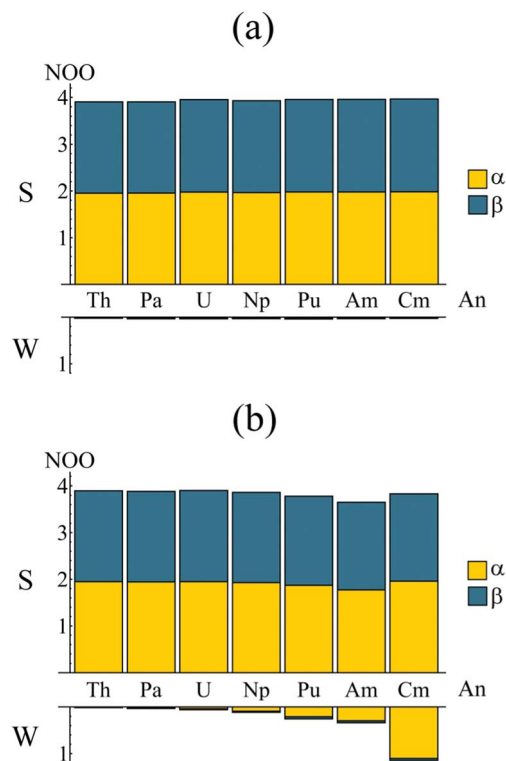 (a)
NOO
4
3
S
2
α
β
1
Th Pa U Np Pu Am Cm An
W
1
(b)
NOO
4
3
S
2
α
β
1
Th Pa U Np Pu Am Cm An
W
1